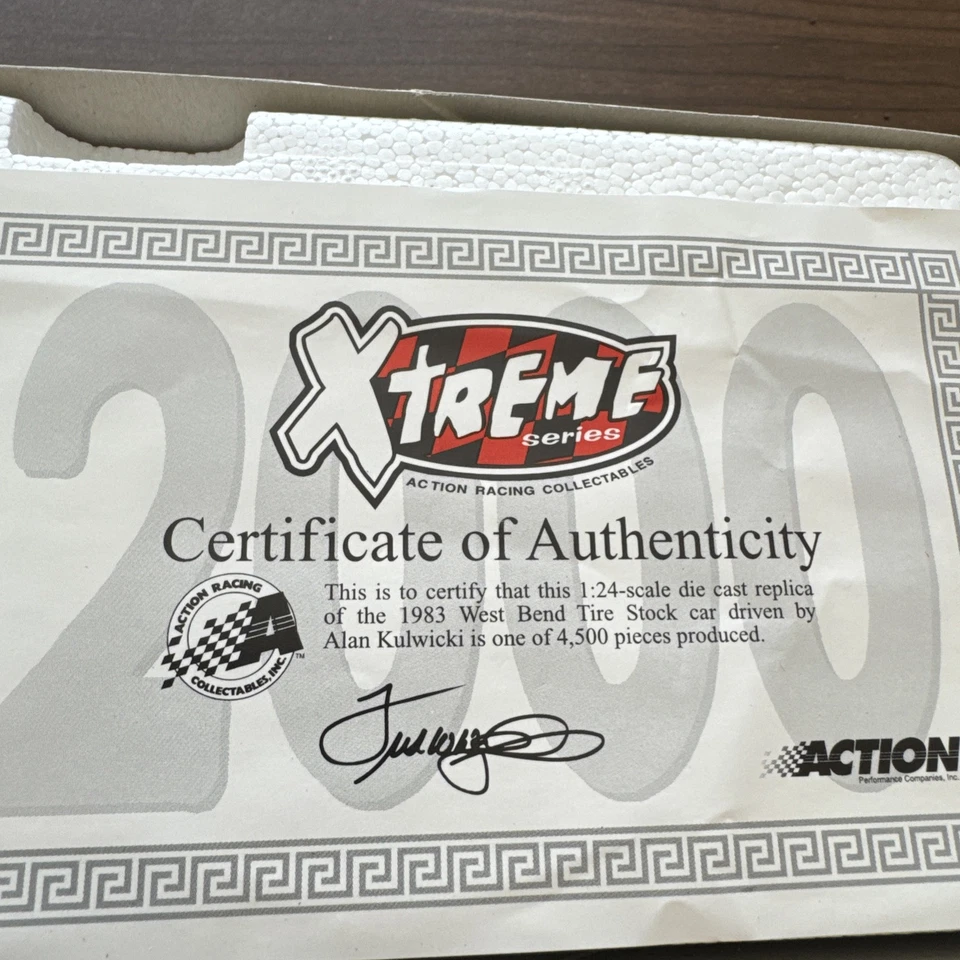 2000
XTREME
series
ACTION RACING COLLECTABLES
Certificate of Authenticity
ACTION RACING
COLLECTABLES, INC.
A
TM
This is to certify that this 1:24-scale die cast replica
of the 1983 West Bend Tire Stock car driven by
Alan Kulwicki is one of 4,500 pieces produced.
ACTION
Performance Companies, Inc.